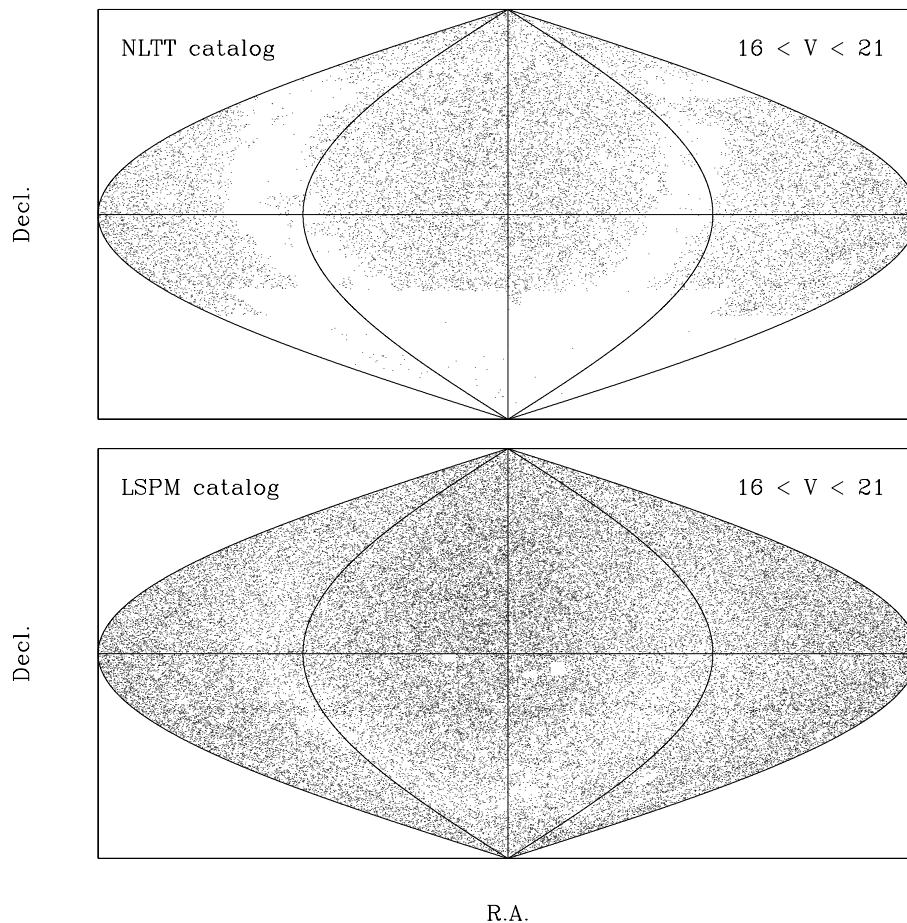 NLTT catalog
16 < V < 21
Decl.
LSPM catalog
16 < V < 21
Decl.
R.A.